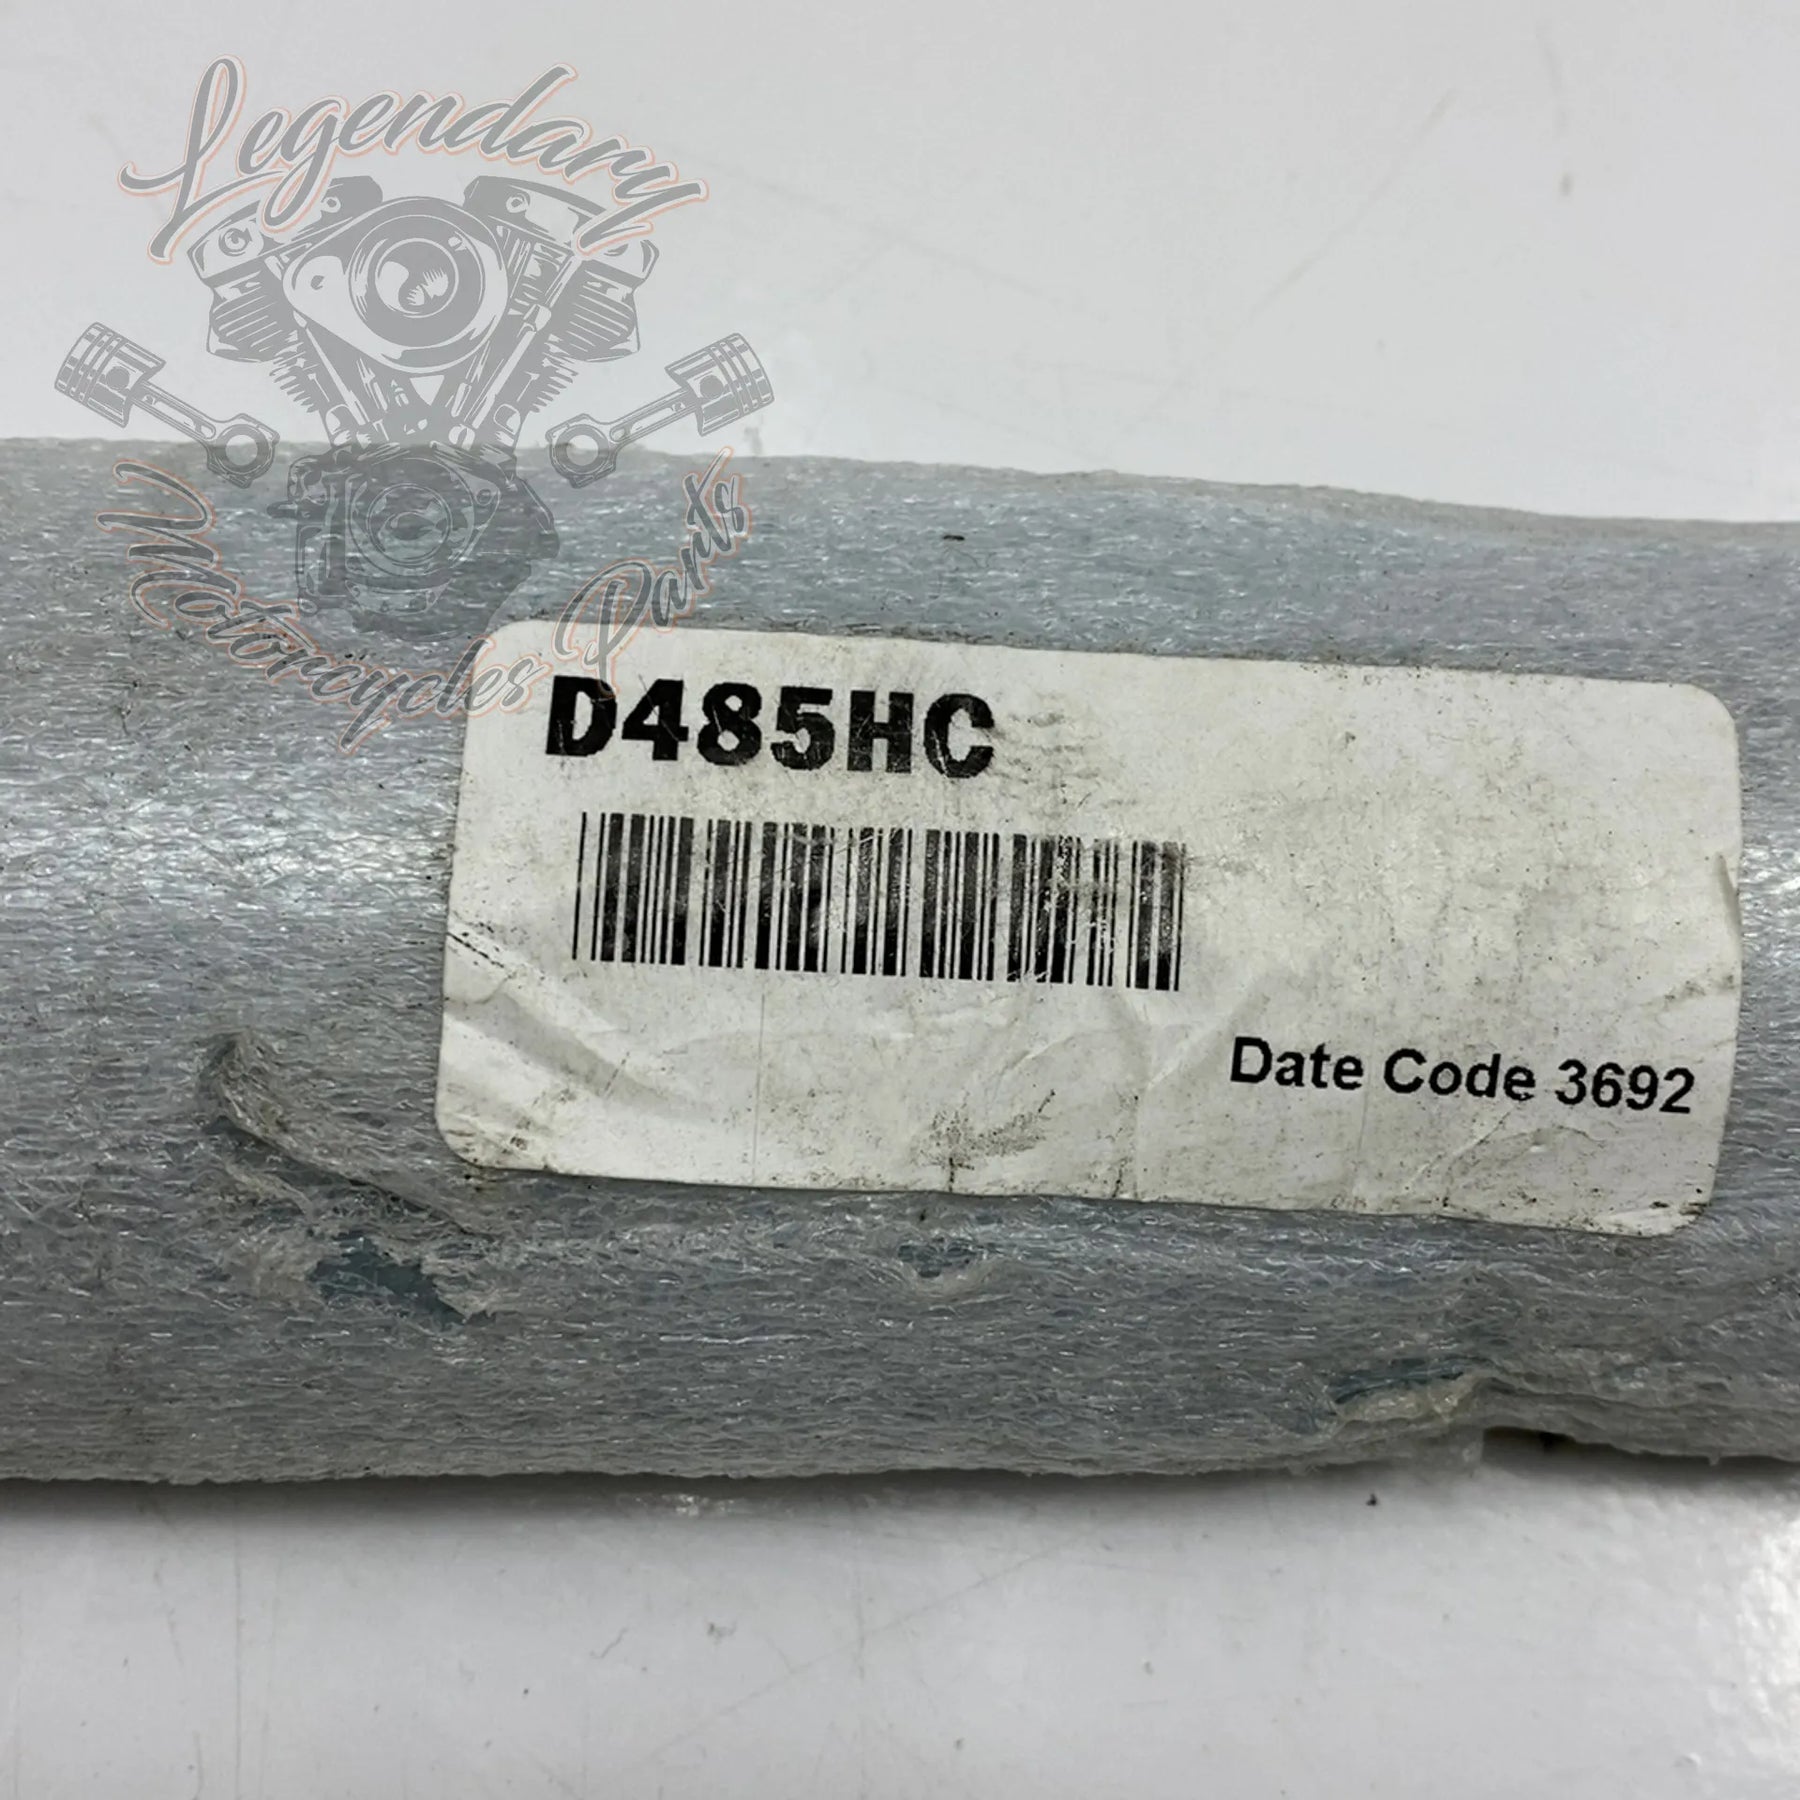 Legendary
Motorcycles Parts
D485HC
Date Code 3692